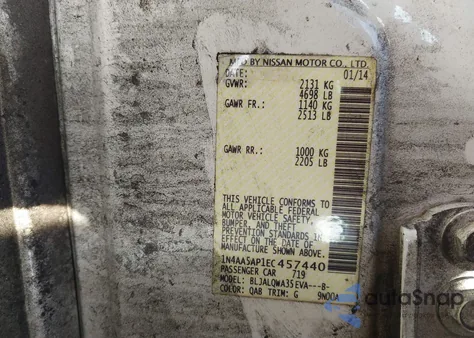 MFD BY NISSAN MOTOR CO., LTD.
DATE: 01/14
GVWR: 2131 KG
4698 LB
GAWR FR.: 1140 KG
2513 LB
GAWR RR.: 1000 KG
2205 LB
THIS VEHICLE CONFORMS TO
ALL APPLICABLE FEDERAL
MOTOR VEHICLE SAFETY,
BUMPER, AND THEFT
PREVENTION STANDARDS IN
EFFECT ON THE DATE OF
MANUFACTURE SHOWN ABOVE.
1N4AA5AP1EC457440
PASSENGER CAR 719
MODEL: BLJALQWA35EVA---B-
COLOR: QAB TRIM: G 9N00A
autoSnap